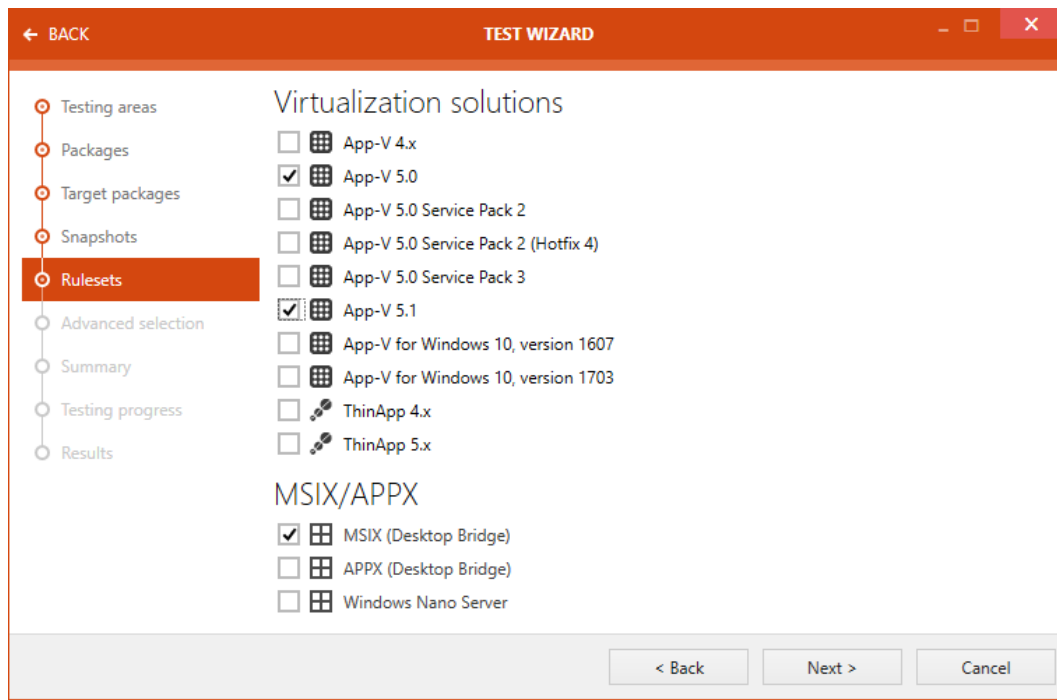 BACK
TEST WIZARD
Testing areas
Packages
Target packages
Snapshots
Rulesets
Advanced selection
Summary
Testing progress
Results
Virtualization solutions
App-V 4.x
App-V 5.0
App-V 5.0 Service Pack 2
App-V 5.0 Service Pack 2 (Hotfix 4)
App-V 5.0 Service Pack 3
App-V 5.1
App-V for Windows 10, version 1607
App-V for Windows 10, version 1703
ThinApp 4.x
ThinApp 5.x
MSIX/APPX
MSIX (Desktop Bridge)
APPX (Desktop Bridge)
Windows Nano Server
< Back
Next >
Cancel